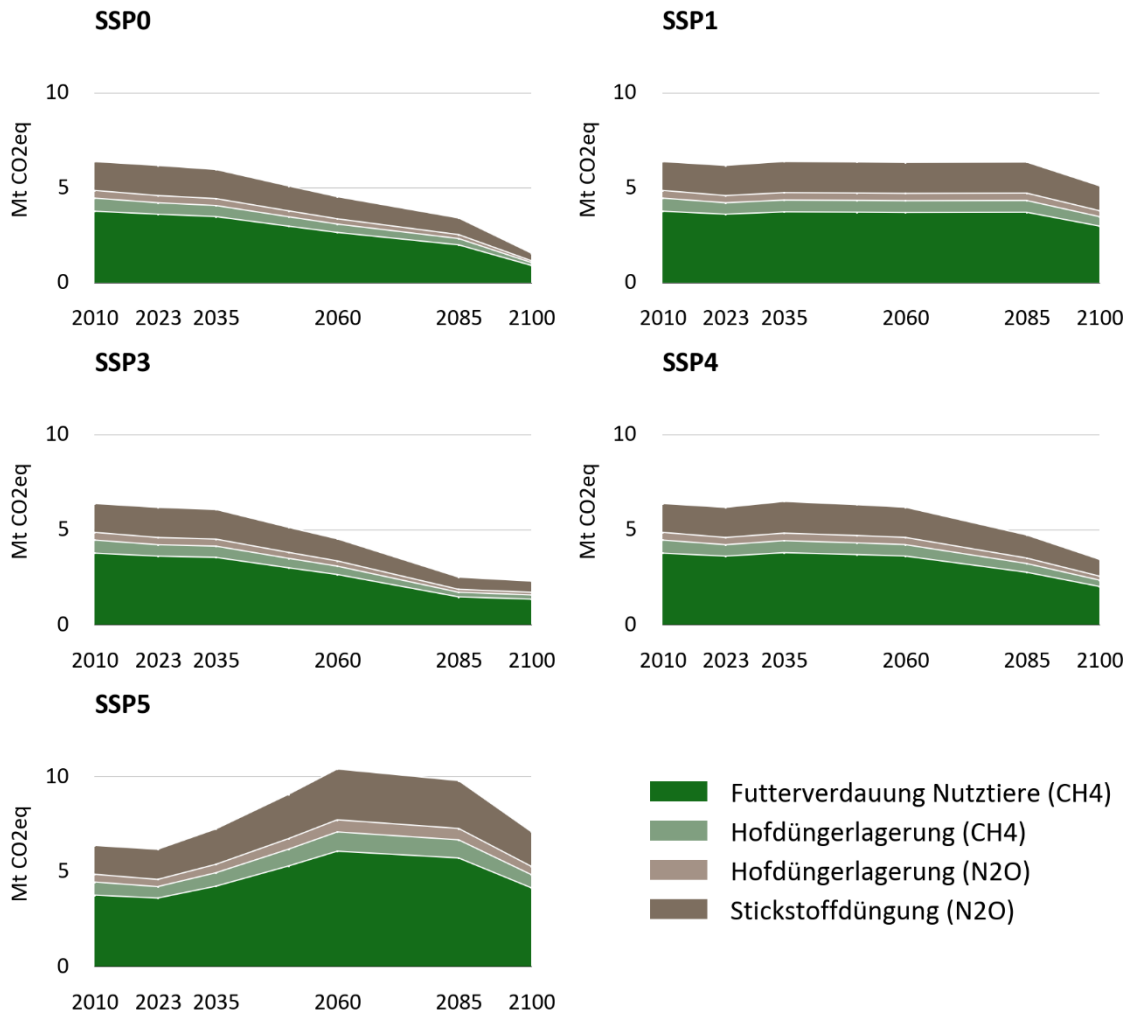 SSP0
10
5
0
Mt CO2eq
2010 2023 2035 2060 2085 2100
SSP1
10
5
0
Mt CO2eq
2010 2023 2035 2060 2085 2100
SSP3
10
5
0
Mt CO2eq
2010 2023 2035 2060 2085 2100
SSP4
10
5
0
Mt CO2eq
2010 2023 2035 2060 2085 2100
SSP5
10
5
0
Mt CO2eq
2010 2023 2035 2060 2085 2100
Futterverdauung Nutztiere (CH4)
Hofdüngerlagerung (CH4)
Hofdüngerlagerung (N2O)
Stickstoffdüngung (N2O)